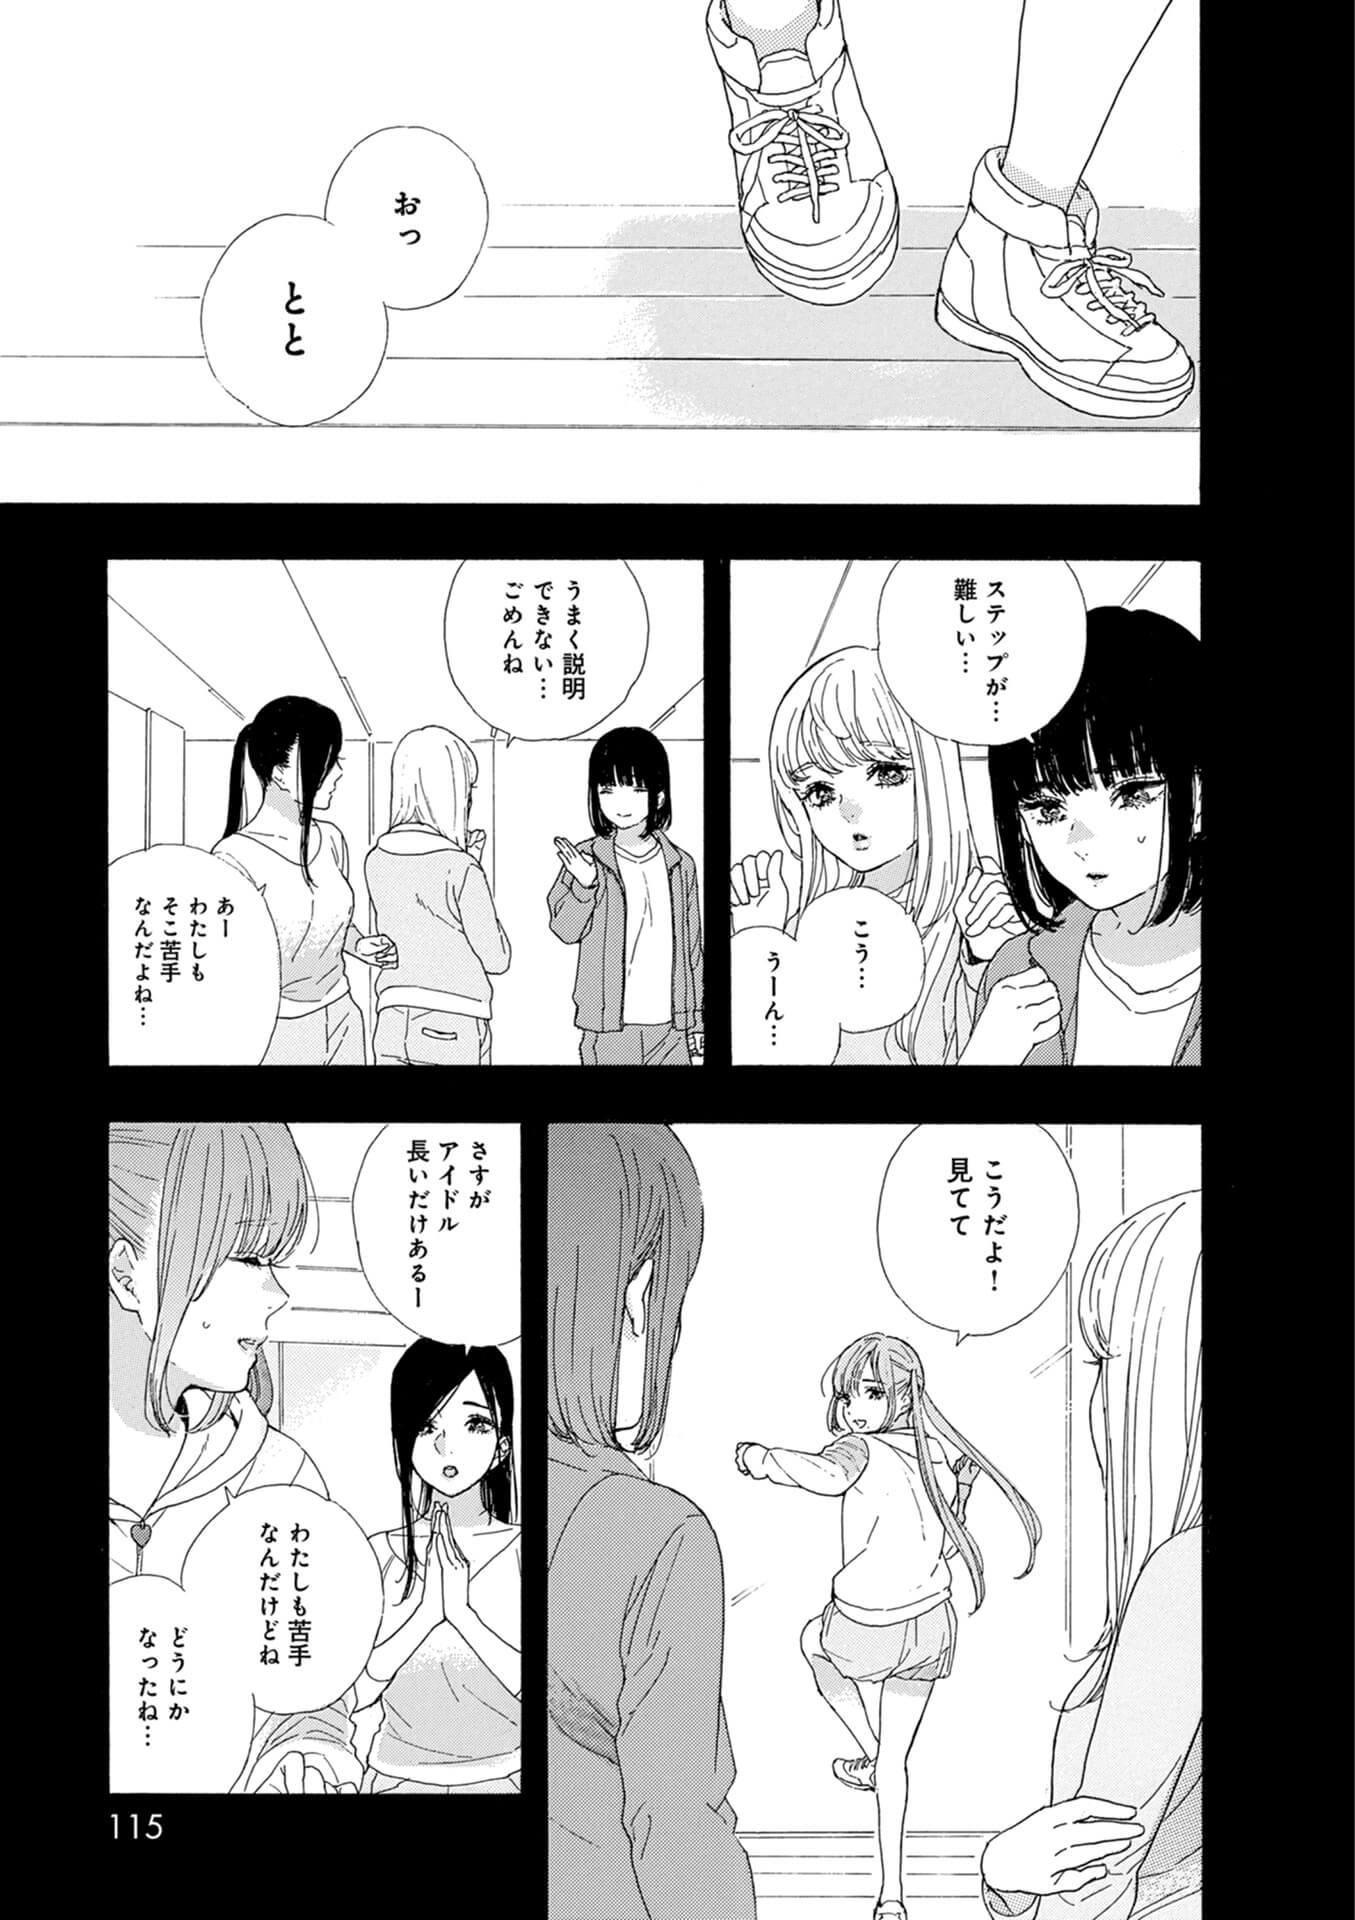 おっ
とと
ステップが…
難しい…
こう…
うーん…
うまく説明
できない…
ごめんね
あー
わたしも
そこ苦手
なんだよね…
こうだよ！
見てて
さすが
アイドル
長いだけあるー
わたしも苦手
なんだけどね
どうにか
なったね…
115